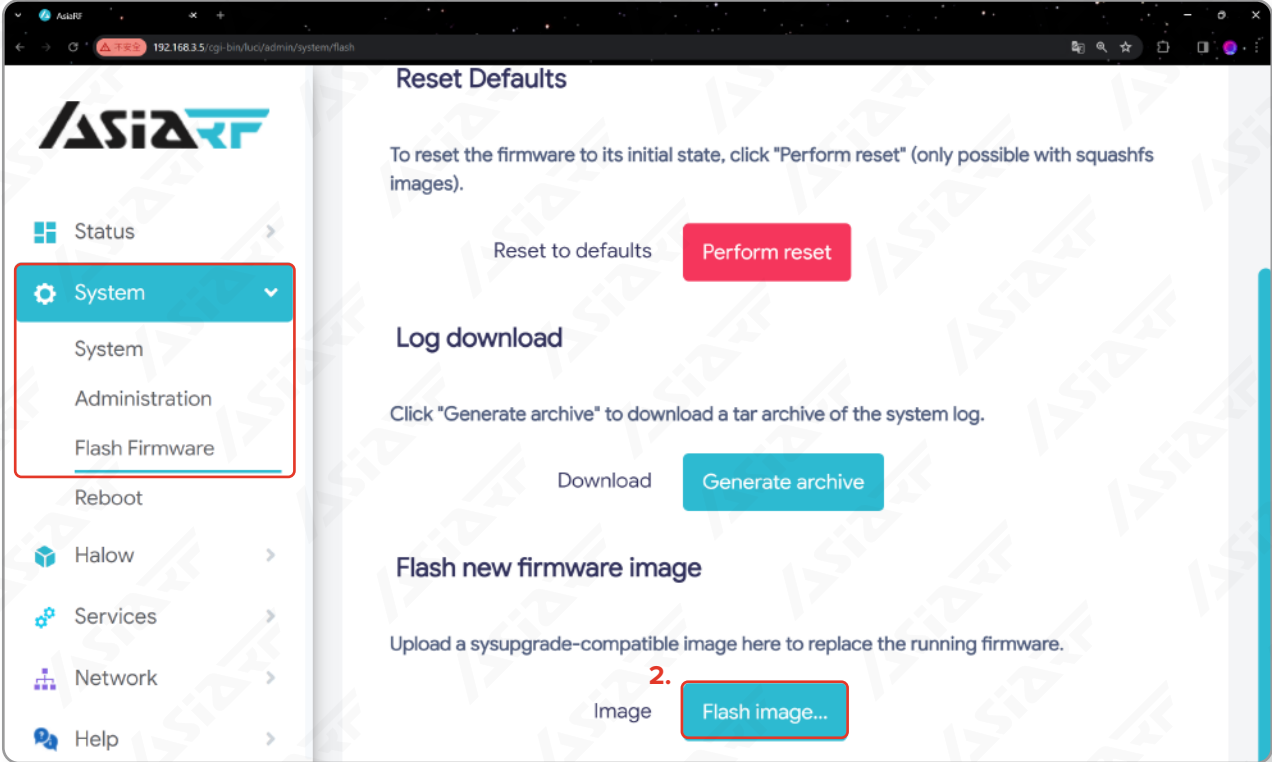 AsiaRF
不安全 192.168.3.5/cgi-bin/luci/admin/system/flash
AsiaRF
Status
System
System
Administration
Flash Firmware
Reboot
Halow
Services
Network
Help
Reset Defaults
To reset the firmware to its initial state, click "Perform reset" (only possible with squashfs
images).
Reset to defaults
Perform reset
Log download
Click "Generate archive" to download a tar archive of the system log.
Download
Generate archive
Flash new firmware image
Upload a sysupgrade-compatible image here to replace the running firmware.
2.
Image
Flash image...